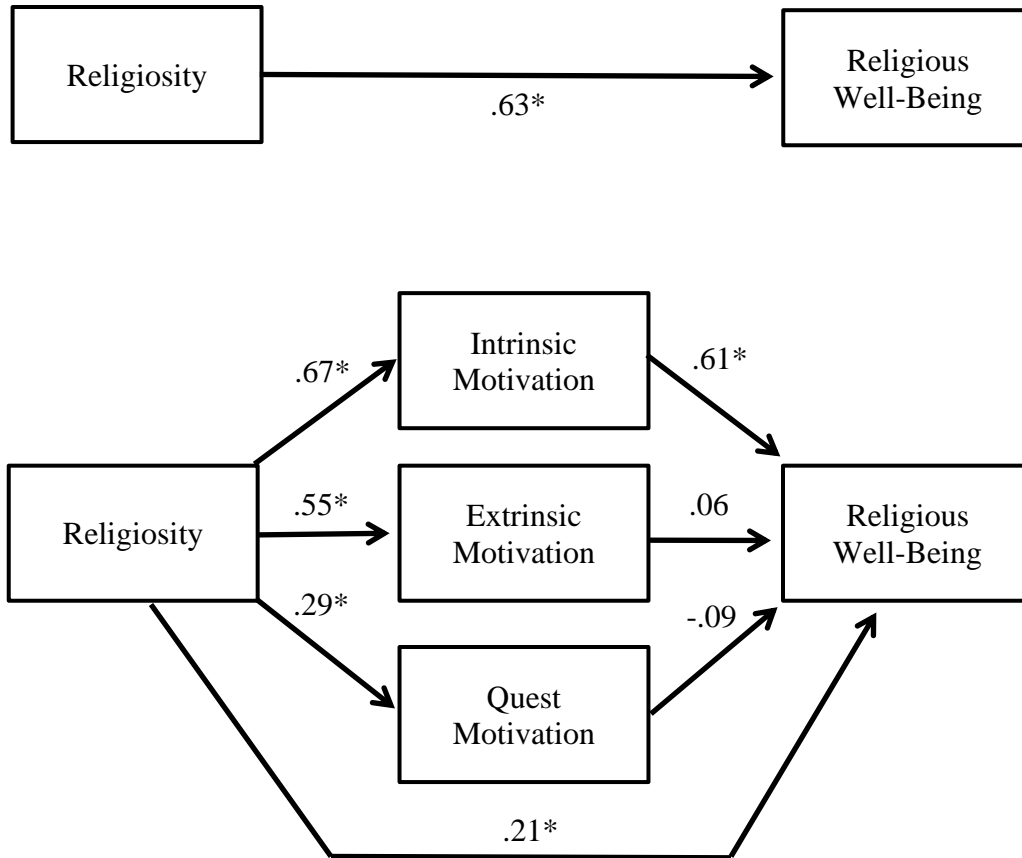 Religiosity
.63*
Religious
Well-Being
Intrinsic
Motivation
.67*
.61*
Religiosity
.55*
Extrinsic
Motivation
.06
Religious
Well-Being
.29*
-.09
Quest
Motivation
.21*